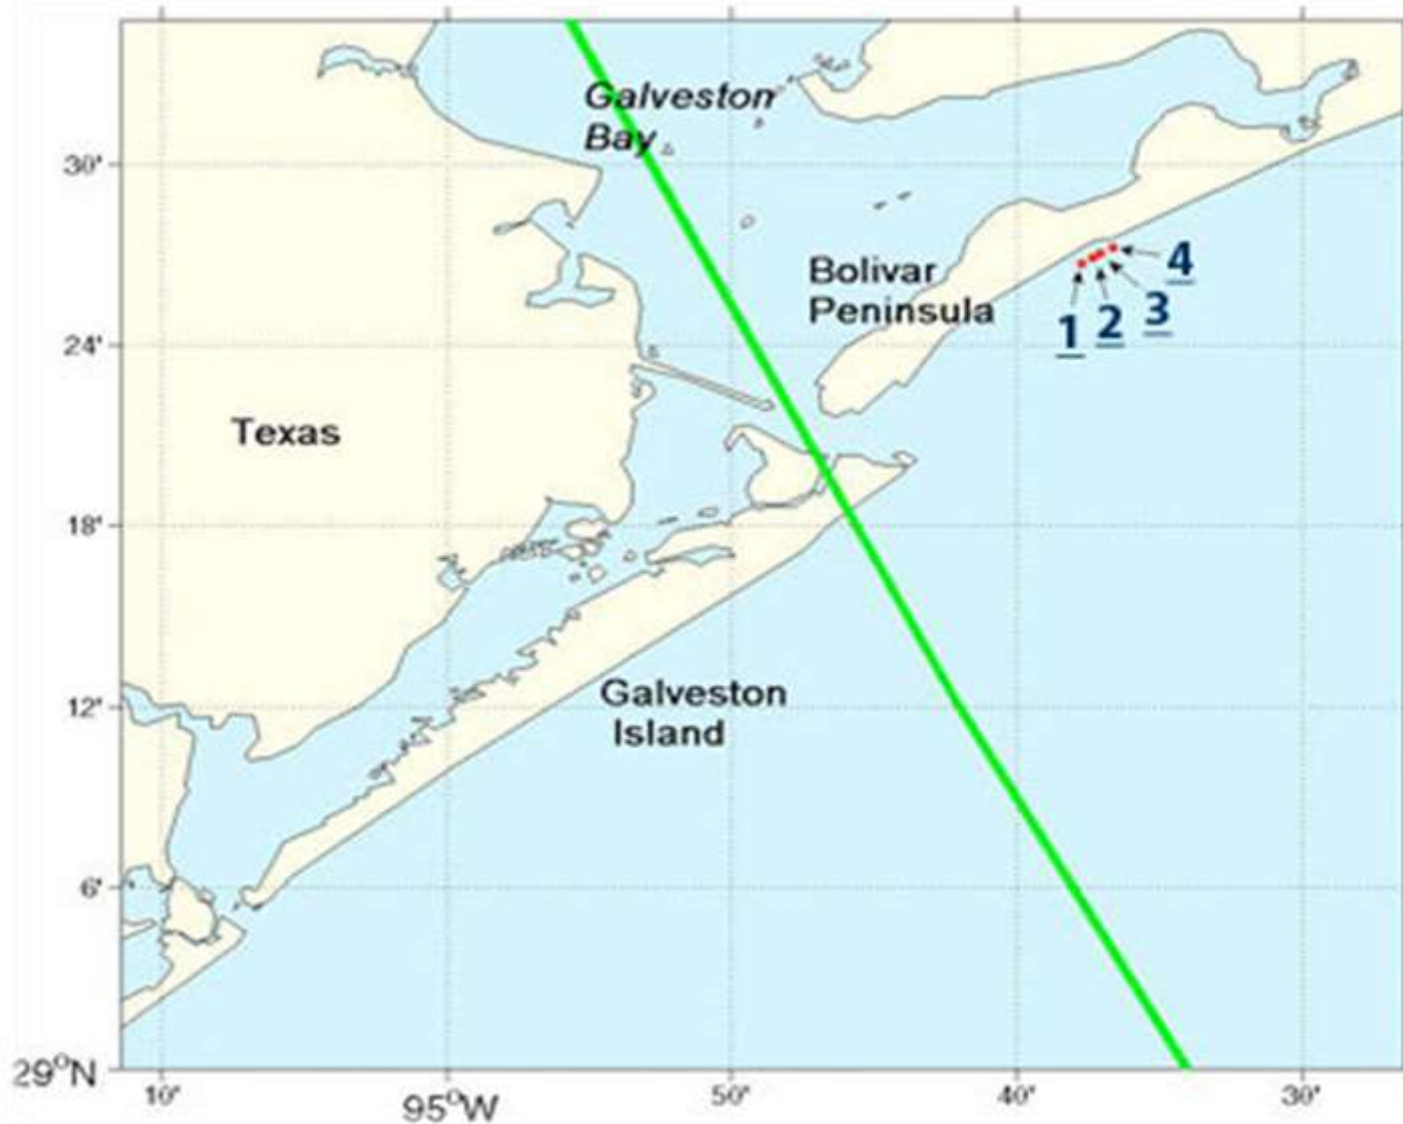 Galveston
Bay
30'
Bolivar
Peninsula
4
3
2
1
24'
Texas
18'
Galveston
Island
12'
6'
29°N
10'
95°W
50'
40'
30'